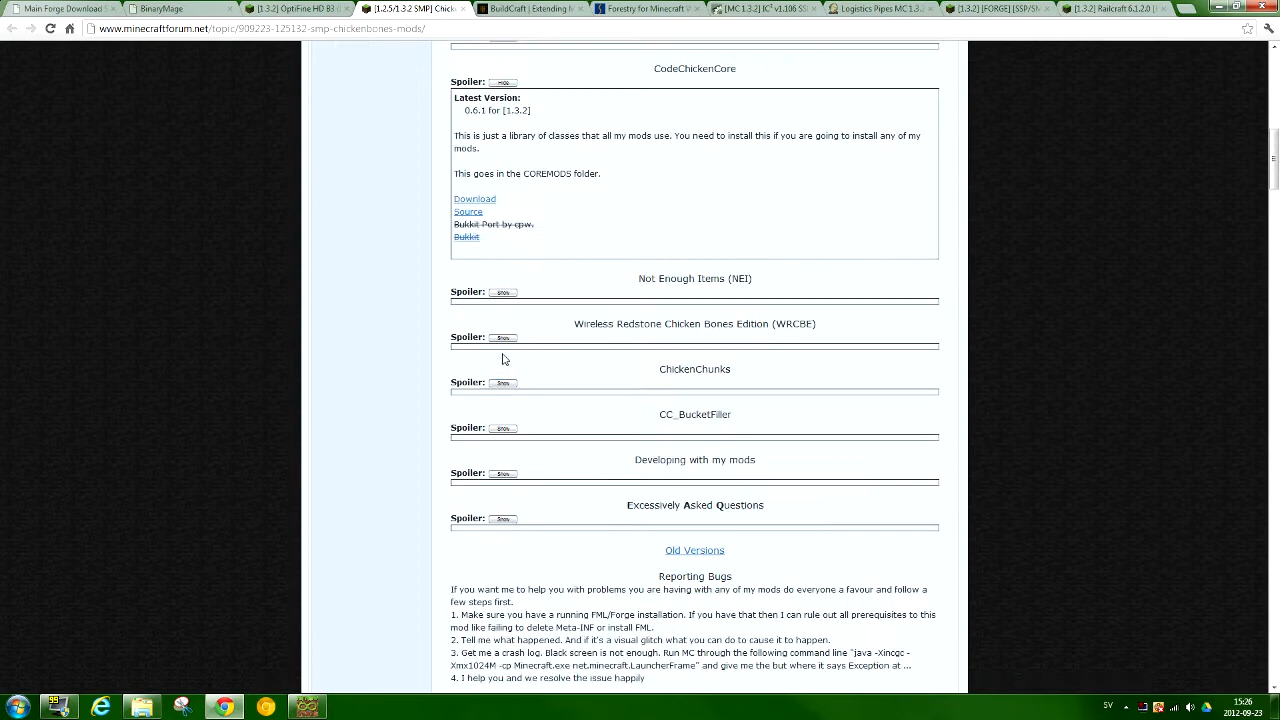 Main Forge Download S
BinaryMage
[1.3.2] OptiFine HD B3 (
[1.2.5/1.3.2 SMP] Chicke
BuildCraft | Extending M
Forestry for Minecraft
[MC 1.3.2] IC² v1.106 SS
Logistics Pipes MC 1.3
[1.3.2] [FORGE] [SSP/SM
[1.3.2] Railcraft 6.1.2.0 |
www.minecraftforum.net/topic/909223-125132-smp-chickenbones-mods/
CodeChickenCore
Spoiler: Hide
Latest Version:
0.6.1 for [1.3.2]
This is just a library of classes that all my mods use. You need to install this if you are going to install any of my
mods.
This goes in the COREMODS folder.
Download
Source
Bukkit Port by cpw.
Bukkit
Not Enough Items (NEI)
Spoiler: Show
Wireless Redstone Chicken Bones Edition (WRCBE)
Spoiler: Show
ChickenChunks
Spoiler: Show
CC_BucketFiller
Spoiler: Show
Developing with my mods
Spoiler: Show
Excessively Asked Questions
Spoiler: Show
Old Versions
Reporting Bugs
If you want me to help you with problems you are having with any of my mods do everyone a favour and follow a
few steps first.
1. Make sure you have a running FML/Forge installation. If you have that then I can rule out all prerequisites to this
mod like failing to delete Meta-INF or install FML.
2. Tell me what happened. And if it's a visual glitch what you can do to cause it to happen.
3. Get me a crash log. Black screen is not enough. Run MC through the following command line "java -Xincgc -
Xmx1024M -cp Minecraft.exe net.minecraft.LauncherFrame" and give me the but where it says Exception at ...
4. I help you and we resolve the issue happily
SV
15:26
2012-09-23